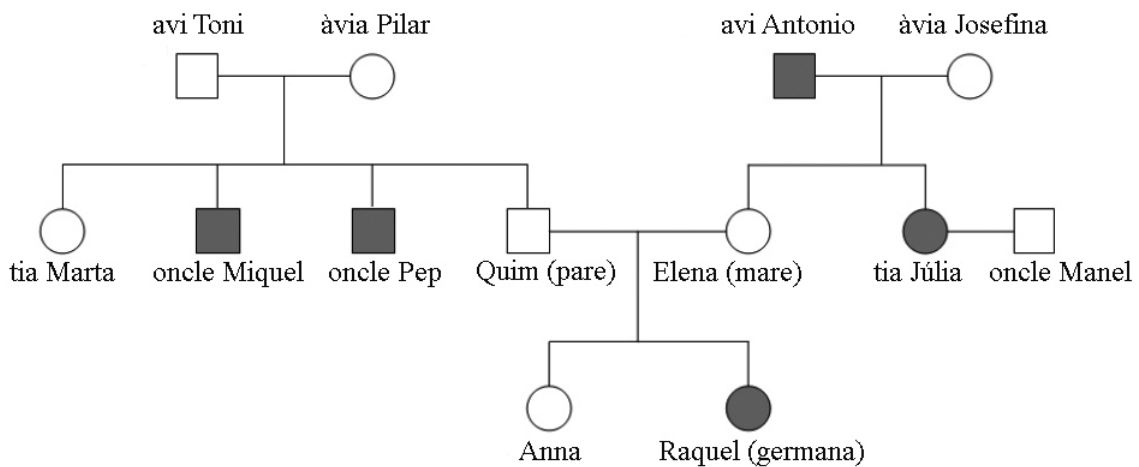 avi Toni àvia Pilar avi Antonio àvia Josefina
tia Marta oncle Miquel oncle Pep Quim (pare) Elena (mare) tia Júlia oncle Manel
Anna Raquel (germana)